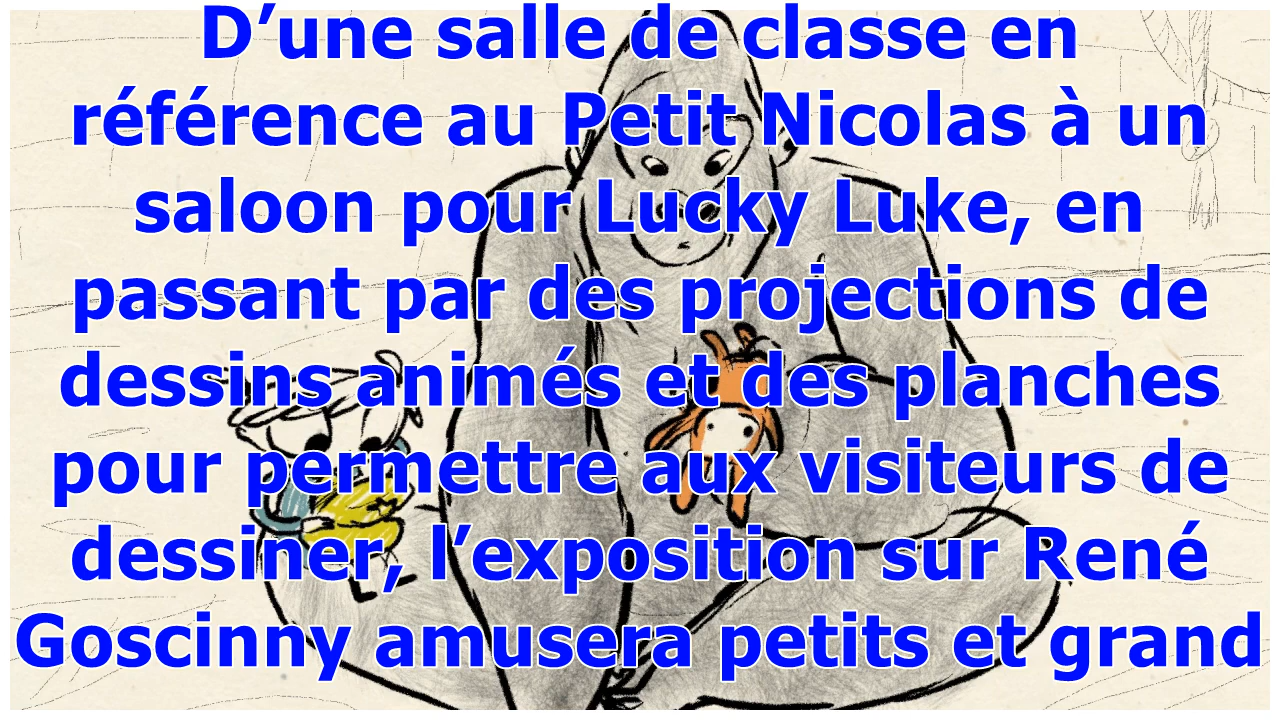 D’une salle de classe en
référence au Petit Nicolas à un
saloon pour Lucky Luke, en
passant par des projections de
dessins animés et des planches
pour permettre aux visiteurs de
dessiner, l’exposition sur René
Goscinny amusera petits et grand